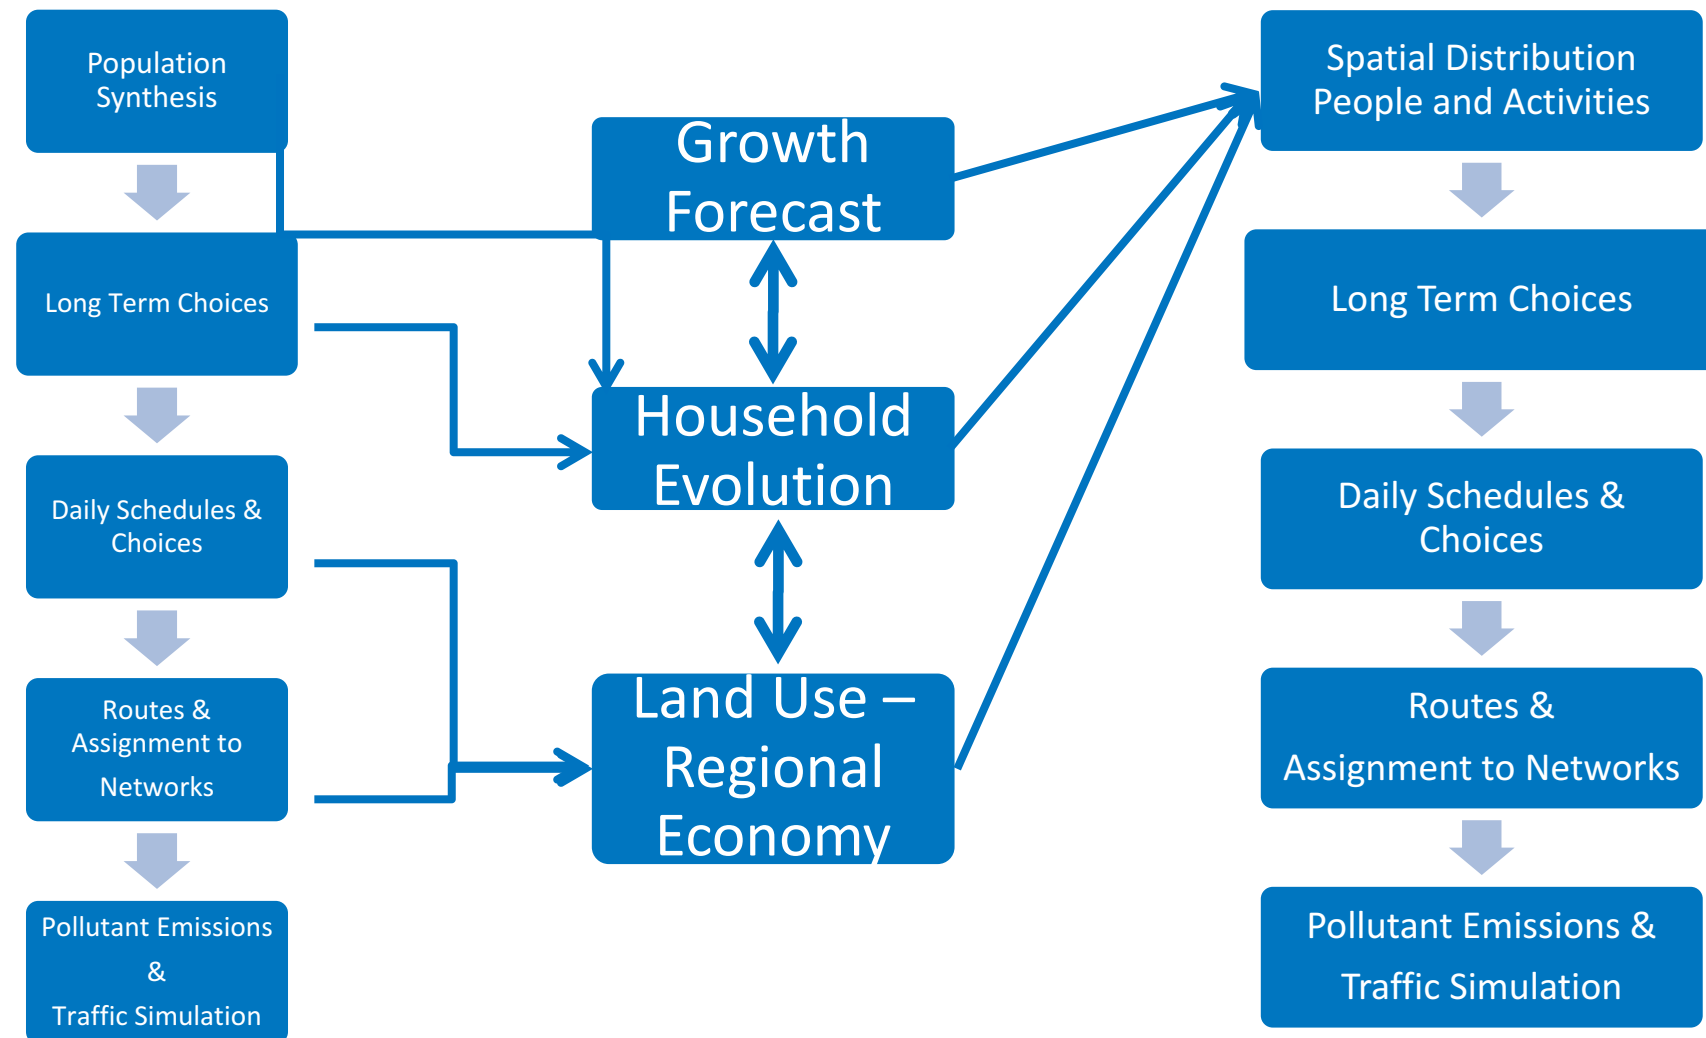 Population
Synthesis
Long Term Choices
Daily Schedules &
Choices
Routes &
Assignment to
Networks
Pollutant Emissions
&
Traffic Simulation
Growth
Forecast
Household
Evolution
Land Use –
Regional
Economy
Spatial Distribution
People and Activities
Long Term Choices
Daily Schedules &
Choices
Routes &
Assignment to Networks
Pollutant Emissions &
Traffic Simulation